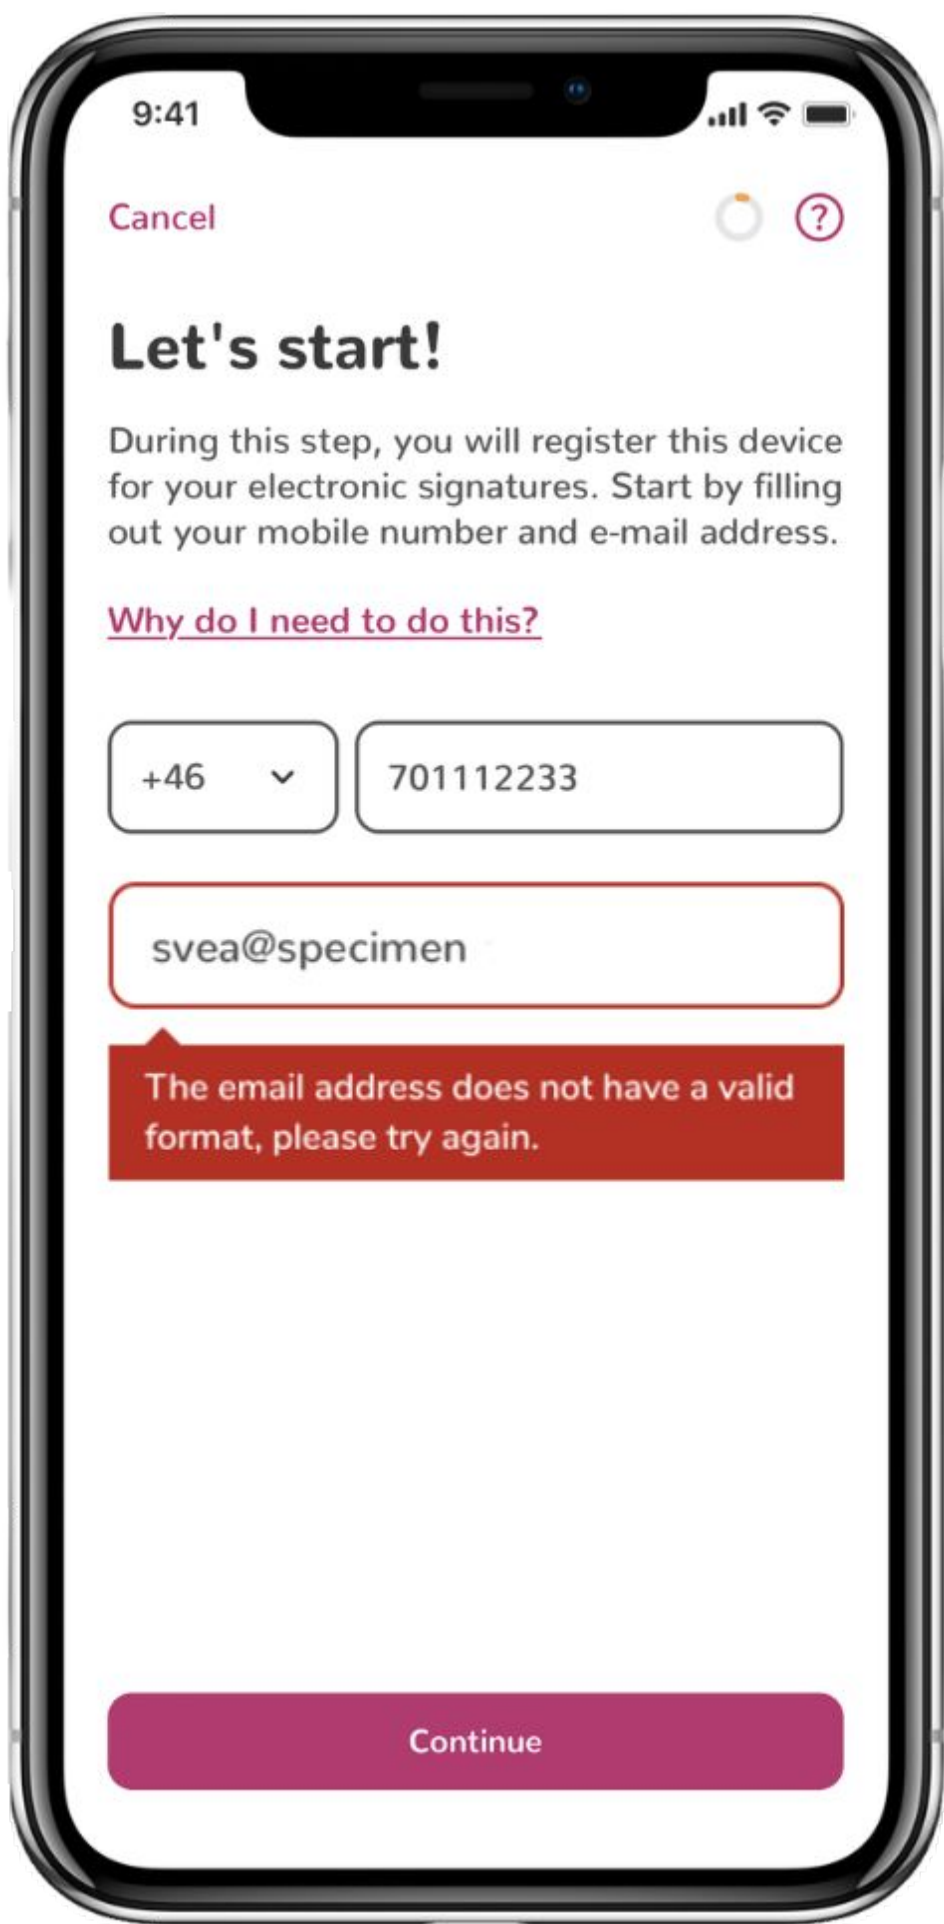 9:41
Cancel
?
Let's start!
During this step, you will register this device
for your electronic signatures. Start by filling
out your mobile number and e-mail address.
Why do I need to do this?
+46
701112233
svea@specimen
The email address does not have a valid
format, please try again.
Continue